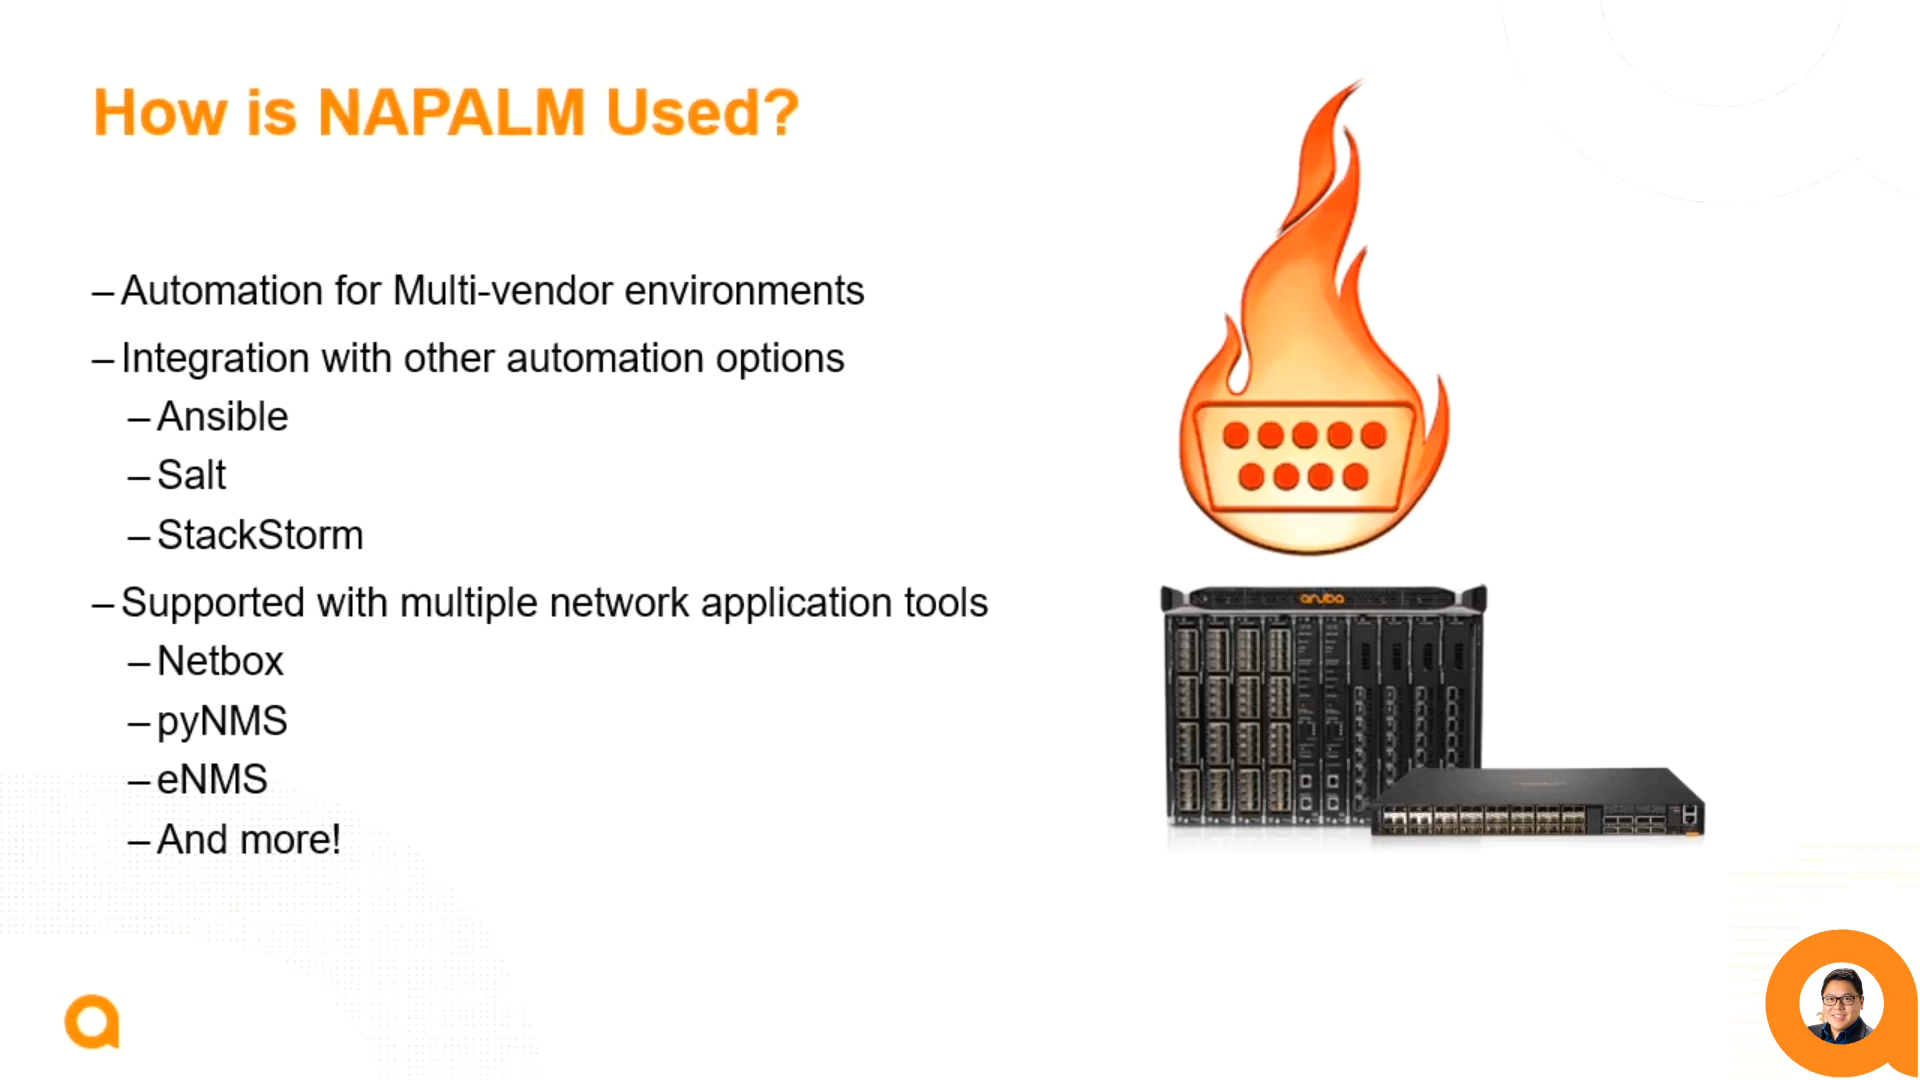 How is NAPALM Used?
– Automation for Multi-vendor environments
– Integration with other automation options
– Ansible
– Salt
– StackStorm
– Supported with multiple network application tools
– Netbox
– pyNMS
– eNMS
– And more!
aruba